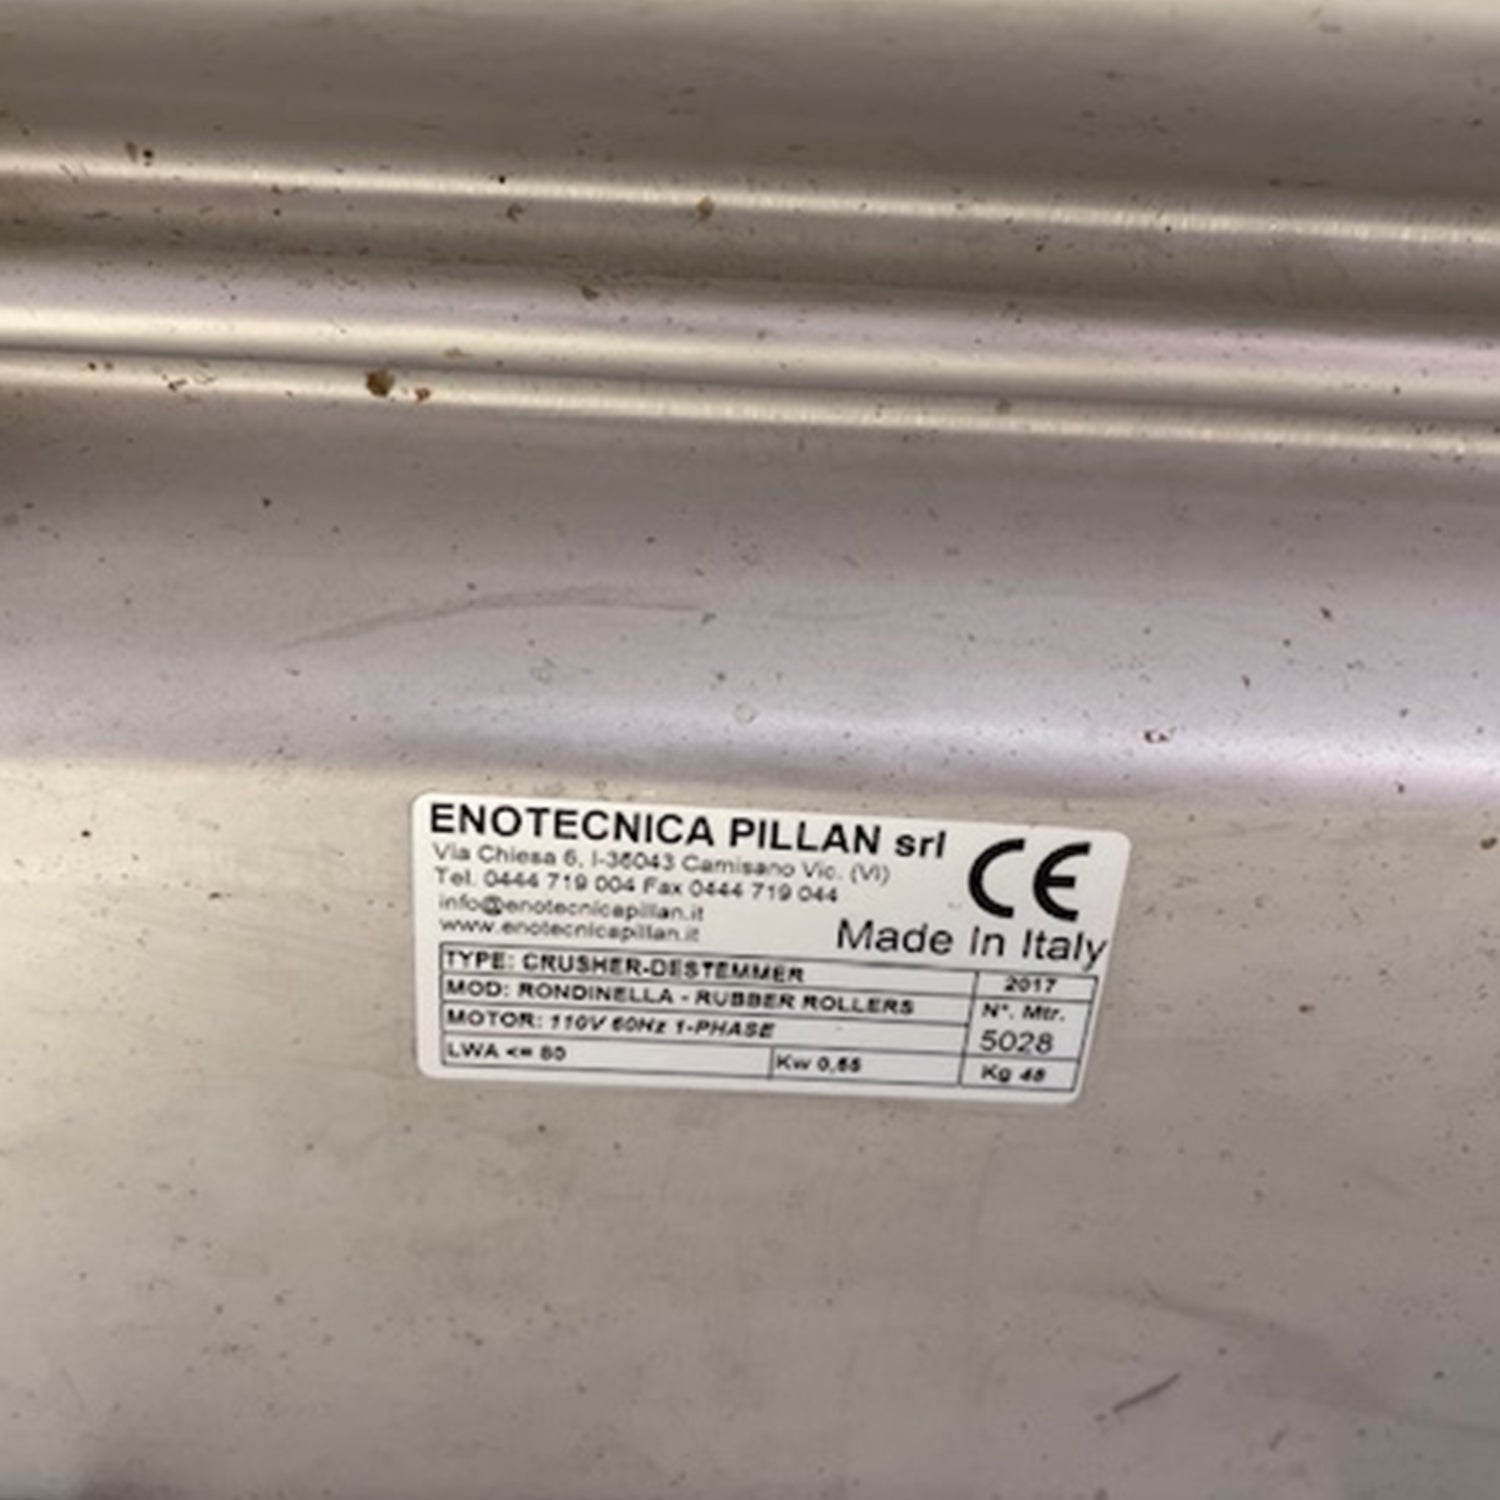 ENOTECNICA PILLAN srl
CE
Via Chiesa 6, I-36043 Camisano Vic. (VI)
Tel. 0444 719 004 Fax 0444 719 044
info@enotecnicapillan.it
www.enotecnicapillan.it
Made In Italy
TYPE: CRUSHER-DESTEMMER
2017
MOD: RONDINELLA - RUBBER ROLLERS
N°. Mtr.
MOTOR: 110V 60Hz 1-PHASE
5028
LWA <= 80
Kw 0,55
Kg 48